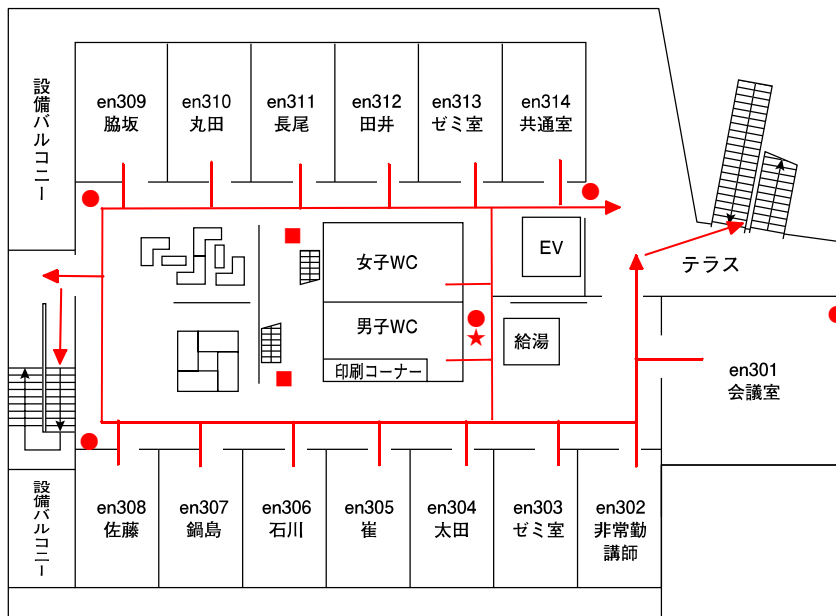 設備バルコニー
en309
脇坂
en310
丸田
en311
長尾
en312
田井
en313
ゼミ室
en314
共通室
女子WC
EV
テラス
男子WC
給湯
印刷コーナー
en301
会議室
設備バルコニー
en308
佐藤
en307
鍋島
en306
石川
en305
崔
en304
太田
en303
ゼミ室
en302
非常勤
講師